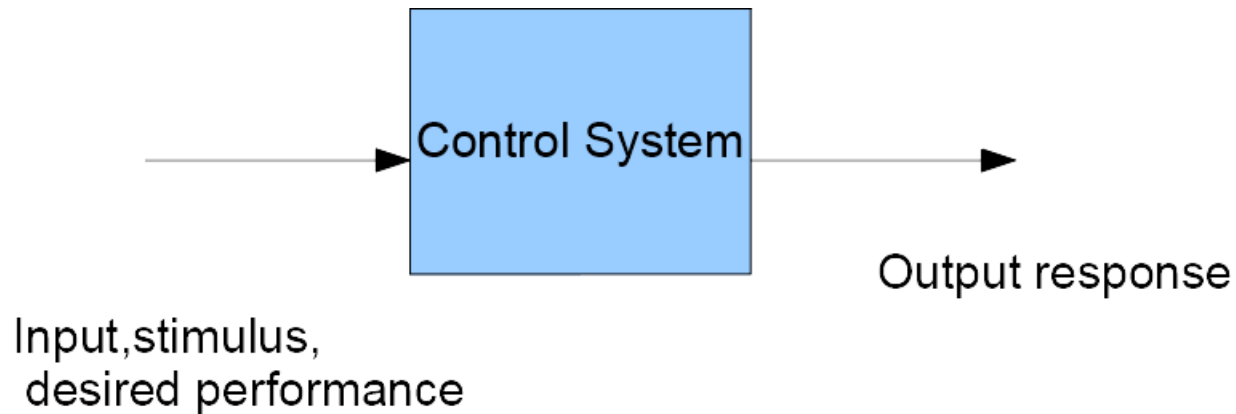 Control System
Output response
Input,stimulus,
desired performance